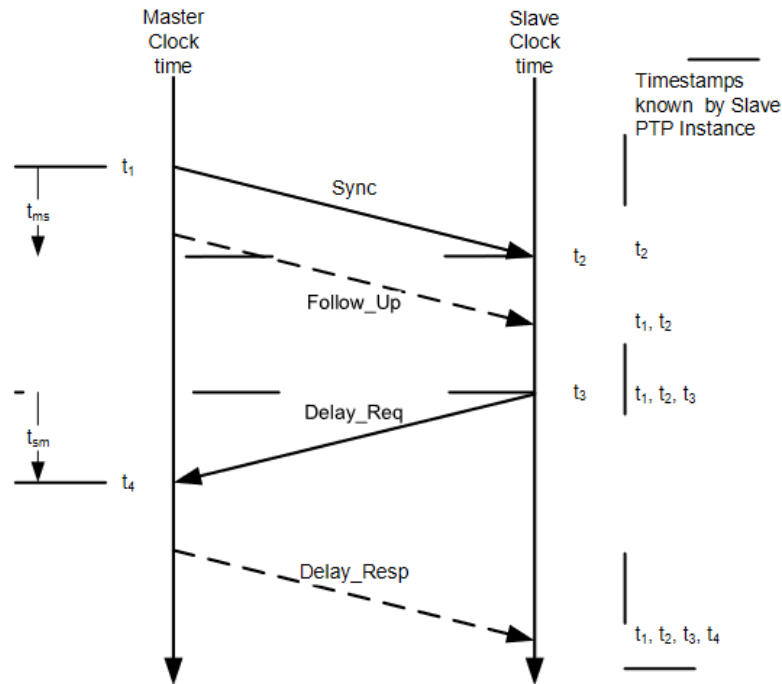 Master
Clock
time
Slave
Clock
time
Timestamps
known by Slave
PTP Instance
t₁
Sync
tₘₛ
t₂
t₂
Follow_Up
t₁, t₂
t₃
t₁, t₂, t₃
Delay_Req
tₛₘ
t₄
Delay_Resp
t₁, t₂, t₃, t₄